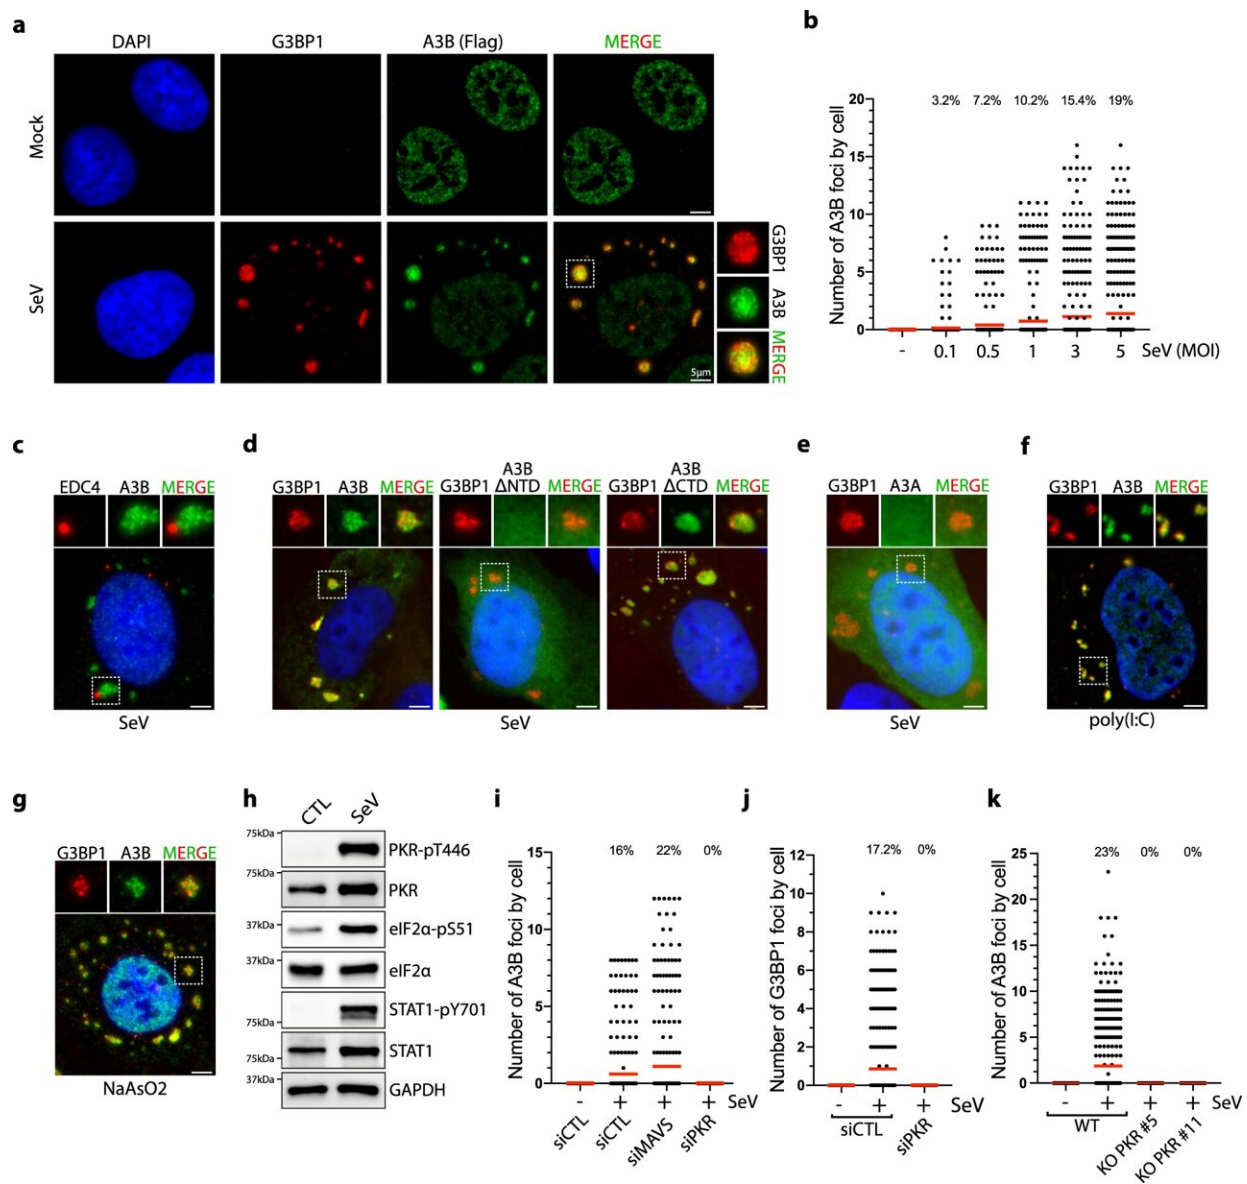 a
DAPI G3BP1 A3B (Flag) MERGE
Mock
SeV
G3BP1
A3B
MERGE
5μm
b
3.2% 7.2% 10.2% 15.4% 19%
Number of A3B foci by cell
20
15
10
5
0
- 0.1 0.5 1 3 5 SeV (MOI)
c
EDC4 A3B MERGE
SeV
d
G3BP1 A3B MERGE
G3BP1 A3B ΔNTD MERGE
G3BP1 A3B ΔCTD MERGE
SeV
e
G3BP1 A3A MERGE
SeV
f
G3BP1 A3B MERGE
poly(I:C)
g
G3BP1 A3B MERGE
NaAsO2
h
CTL SeV
75kDa PKR-pT446
75kDa PKR
37kDa eIF2α-pS51
37kDa eIF2α
75kDa STAT1-pY701
75kDa STAT1
37kDa GAPDH
i
16% 22% 0%
Number of A3B foci by cell
15
10
5
0
- + + + SeV
siCTL siCTL siMAVS siPKR
j
17.2% 0%
Number of G3BP1 foci by cell
12
10
8
6
4
2
0
- + + SeV
siCTL siPKR
k
23% 0% 0%
Number of A3B foci by cell
25
20
15
10
5
0
- + + + SeV
WT KO PKR #5 KO PKR #11